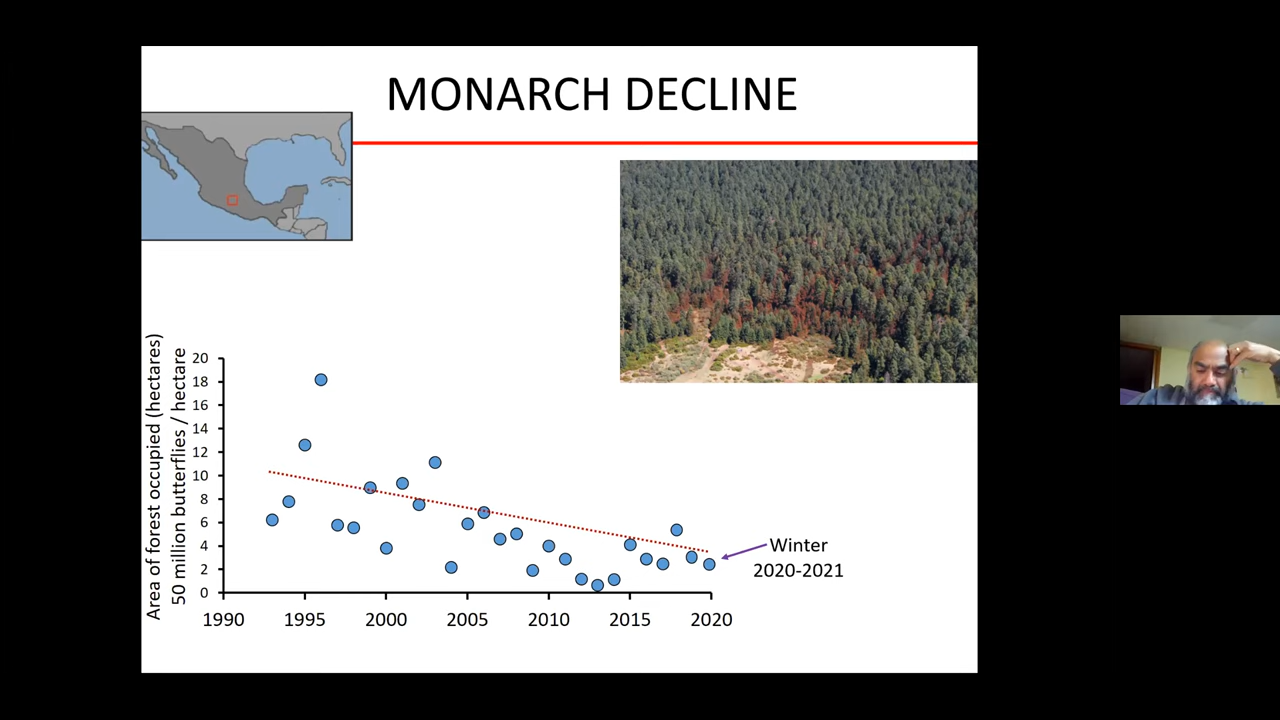 MONARCH DECLINE
Area of forest occupied (hectares)
50 million butterflies / hectare
20
18
16
14
12
10
8
6
4
2
0
1990 1995 2000 2005 2010 2015 2020
Winter
2020-2021